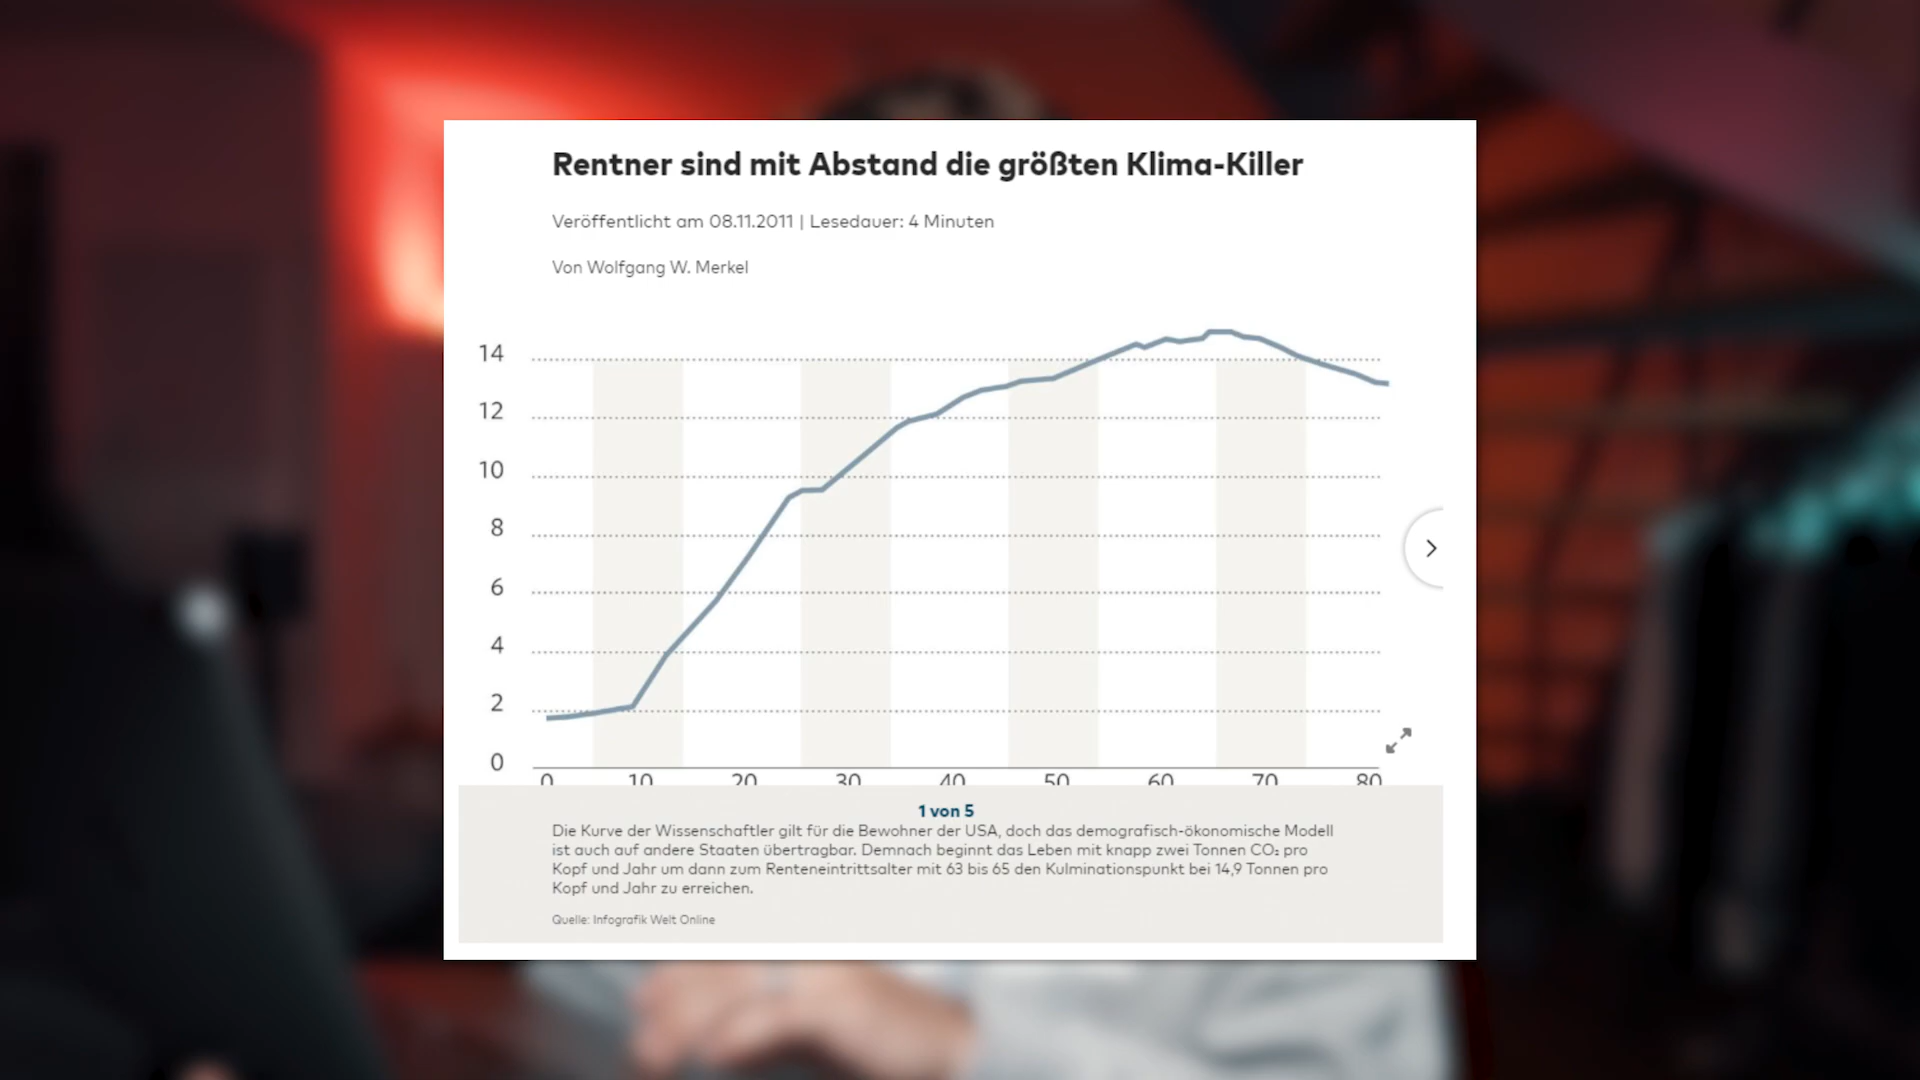 Rentner sind mit Abstand die größten Klima-Killer
Veröffentlicht am 08.11.2011 | Lesedauer: 4 Minuten
Von Wolfgang W. Merkel
14
12
10
8
6
4
2
0
0 10 20 30 40 50 60 70 80
1 von 5
Die Kurve der Wissenschaftler gilt für die Bewohner der USA, doch das demografisch-ökonomische Modell
ist auch auf andere Staaten übertragbar. Demnach beginnt das Leben mit knapp zwei Tonnen CO₂ pro
Kopf und Jahr um dann zum Renteneintrittsalter mit 63 bis 65 den Kulminationspunkt bei 14,9 Tonnen pro
Kopf und Jahr zu erreichen.
Quelle: Infografik Welt Online